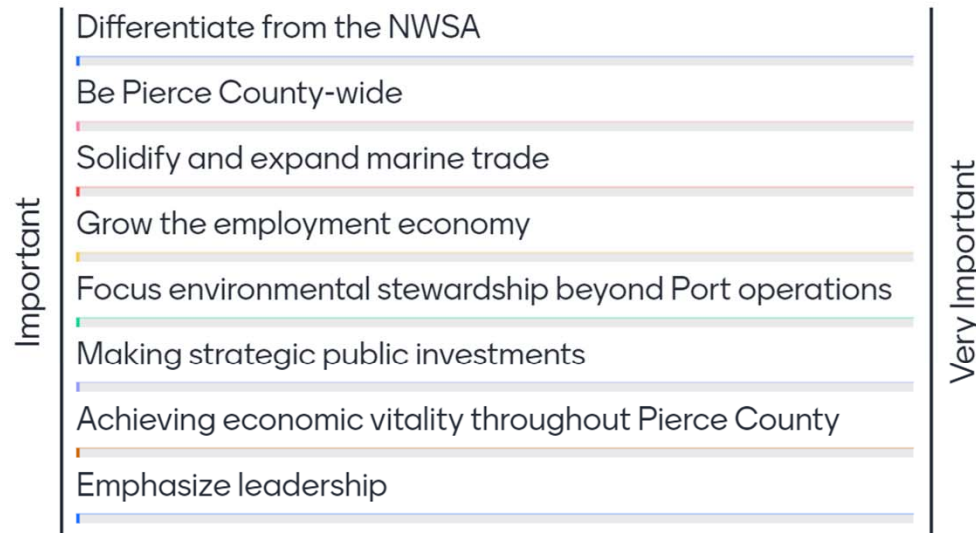 Differentiate from the NWSA
Be Pierce County-wide
Solidify and expand marine trade
Important
Grow the employment economy
Very Important
Focus environmental stewardship beyond Port operations
Making strategic public investments
Achieving economic vitality throughout Pierce County
Emphasize leadership